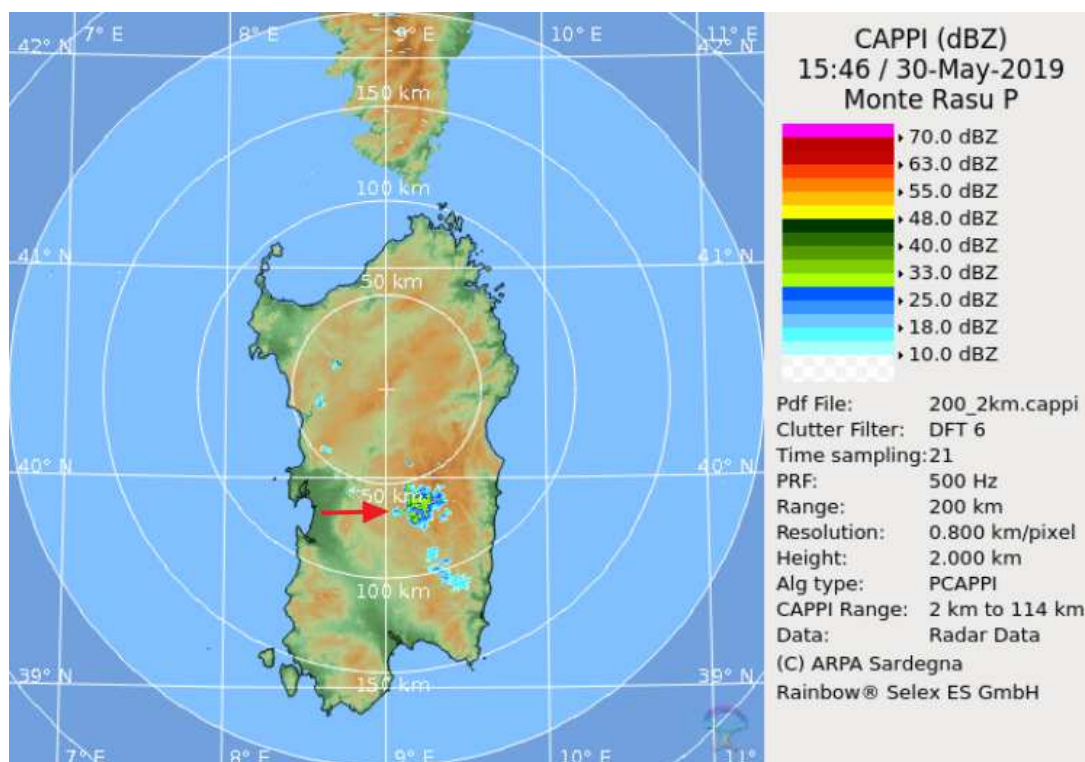 7° E
8° E
9° E
10° E
11° E
42° N
42° N
150 km
100 km
41° N
41° N
50 km
40° N
40° N
50 km
100 km
39° N
39° N
150 km
7° E
8° E
9° E
10° E
11°
CAPPI (dBZ)
15:46 / 30-May-2019
Monte Rasu P
70.0 dBZ
63.0 dBZ
55.0 dBZ
48.0 dBZ
40.0 dBZ
33.0 dBZ
25.0 dBZ
18.0 dBZ
10.0 dBZ
Pdf File: 200_2km.cappi
Clutter Filter: DFT 6
Time sampling:21
PRF: 500 Hz
Range: 200 km
Resolution: 0.800 km/pixel
Height: 2.000 km
Alg type: PCAPPI
CAPPI Range: 2 km to 114 km
Data: Radar Data
(C) ARPA Sardegna
Rainbow® Selex ES GmbH